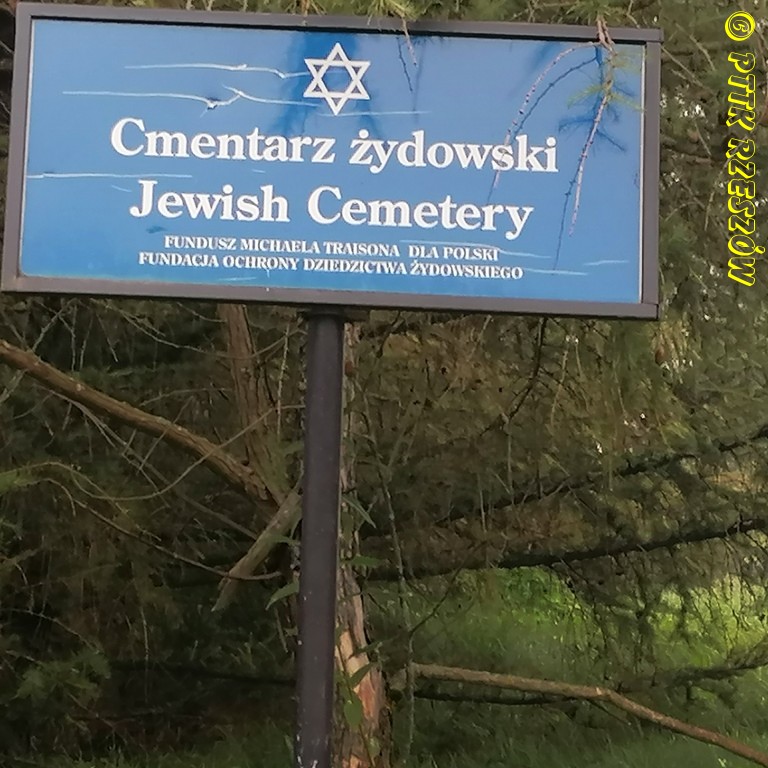 Cmentarz żydowski
Jewish Cemetery
FUNDUSZ MICHAELA TRAISONA DLA POLSKI
FUNDACJA OCHRONY DZIEDZICTWA ŻYDOWSKIEGO
© PTTK RZESZÓW